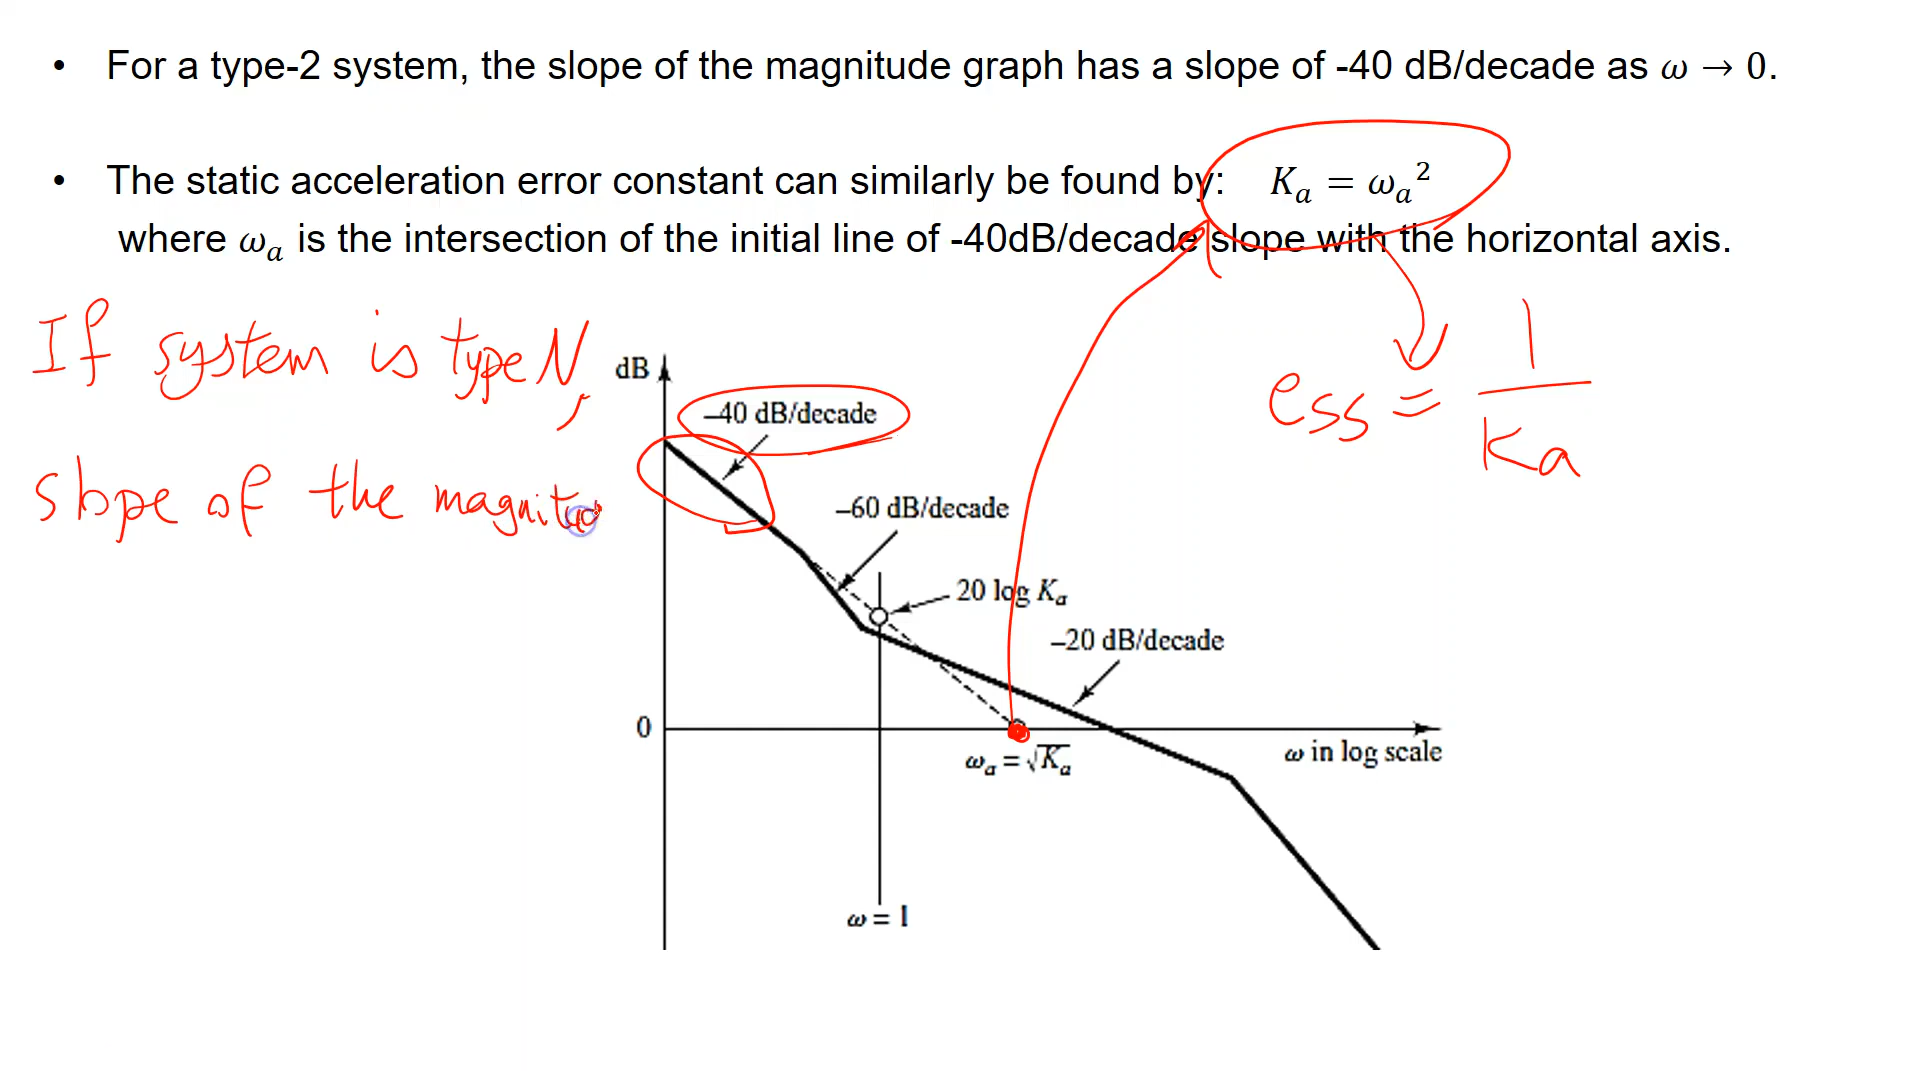 • For a type-2 system, the slope of the magnitude graph has a slope of -40 dB/decade as ω → 0.
• The static acceleration error constant can similarly be found by: Kₐ = ωₐ²
where ωₐ is the intersection of the initial line of -40dB/decade slope with the horizontal axis.
If system is type N,
slope of the magnitud
ess = 1/Ka
dB
–40 dB/decade
–60 dB/decade
20 log Kₐ
–20 dB/decade
0
ωₐ = √Kₐ
ω in log scale
ω = 1